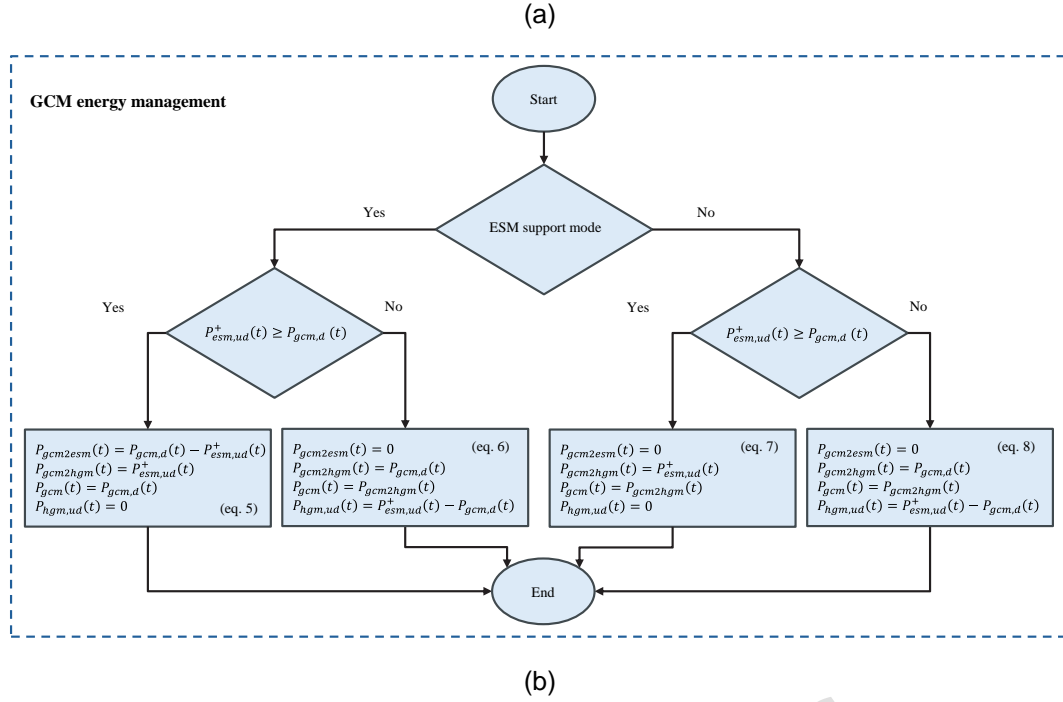 (a)
GCM energy management
Start
ESM support mode
Yes
No
P⁺esm,ud(t) ≥ Pgcm,d (t)
Yes
No
P⁺esm,ud(t) ≥ Pgcm,d (t)
Yes
No
Pgcm2esm(t) = Pgcm,d(t) − P⁺esm,ud(t)
Pgcm2hgm(t) = P⁺esm,ud(t)
Pgcm(t) = Pgcm,d(t)
Phgm,ud(t) = 0 (eq. 5)
Pgcm2esm(t) = 0 (eq. 6)
Pgcm2hgm(t) = Pgcm,d(t)
Pgcm(t) = Pgcm2hgm(t)
Phgm,ud(t) = P⁺esm,ud(t) − Pgcm,d(t)
Pgcm2esm(t) = 0 (eq. 7)
Pgcm2hgm(t) = P⁺esm,ud(t)
Pgcm(t) = Pgcm2hgm(t)
Phgm,ud(t) = 0
Pgcm2esm(t) = 0 (eq. 8)
Pgcm2hgm(t) = Pgcm,d(t)
Pgcm(t) = Pgcm2hgm(t)
Phgm,ud(t) = P⁺esm,ud(t) − Pgcm,d(t)
End
(b)